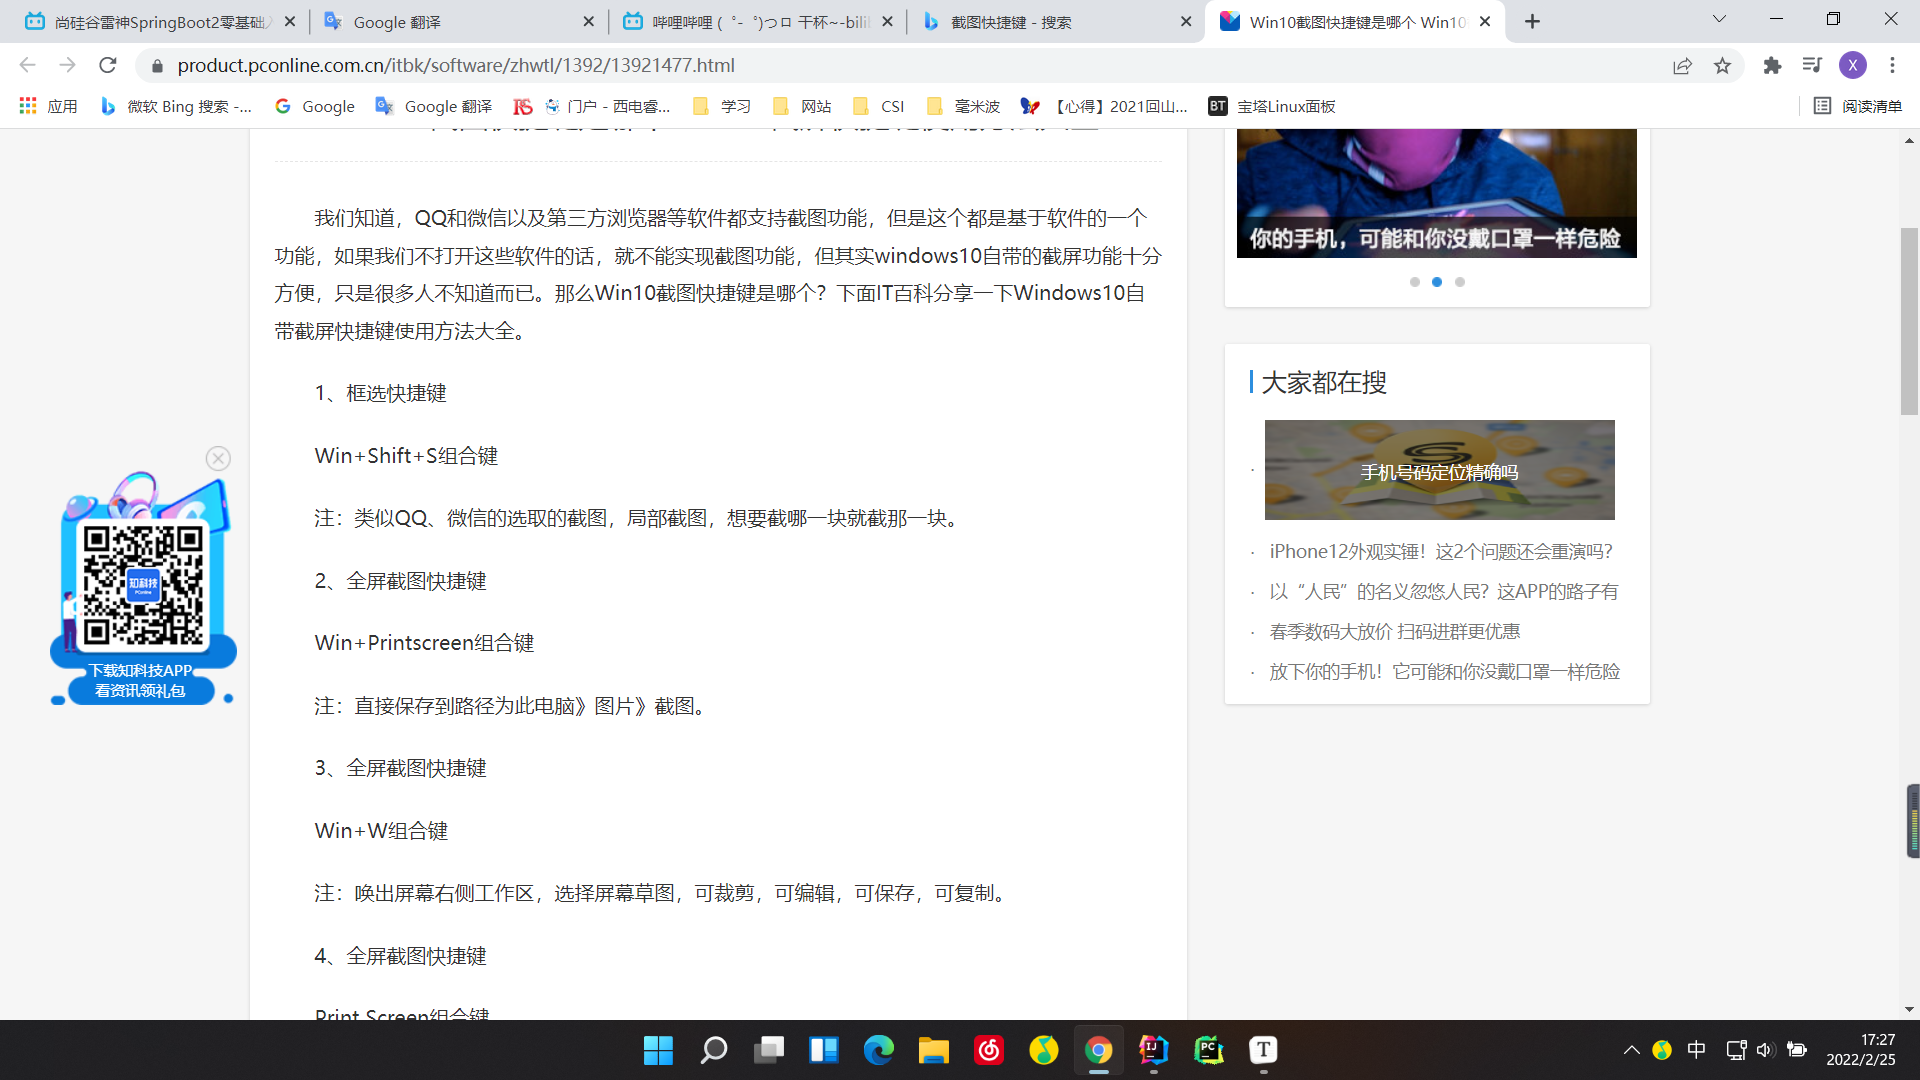 尚硅谷雷神SpringBoot2零基础
Google 翻译
哔哩哔哩 (゜-゜)つロ 干杯~-bili
截图快捷键 - 搜索
Win10截图快捷键是哪个 Win10
product.pconline.com.cn/itbk/software/zhwtl/1392/13921477.html
X
应用
微软 Bing 搜索 -...
Google
Google 翻译
门户 - 西电睿...
学习
网站
CSI
毫米波
【心得】2021回山...
BT
宝塔Linux面板
阅读清单
我们知道，QQ和微信以及第三方浏览器等软件都支持截图功能，但是这个都是基于软件的一个
功能，如果我们不打开这些软件的话，就不能实现截图功能，但其实windows10自带的截屏功能十分
方便，只是很多人不知道而已。那么Win10截图快捷键是哪个？下面IT百科分享一下Windows10自
带截屏快捷键使用方法大全。
1、框选快捷键
Win+Shift+S组合键
注：类似QQ、微信的选取的截图，局部截图，想要截哪一块就截那一块。
2、全屏截图快捷键
Win+Printscreen组合键
注：直接保存到路径为此电脑》图片》截图。
3、全屏截图快捷键
Win+W组合键
注：唤出屏幕右侧工作区，选择屏幕草图，可裁剪，可编辑，可保存，可复制。
4、全屏截图快捷键
Print Screen组合键
知科技
PConline
下载知科技APP
看资讯领礼包
你的手机，可能和你没戴口罩一样危险
大家都在搜
手机号码定位精确吗
· iPhone12外观实锤！这2个问题还会重演吗？
· 以“人民”的名义忽悠人民？这APP的路子有
· 春季数码大放价 扫码进群更优惠
· 放下你的手机！它可能和你没戴口罩一样危险
IJ
PC
T
中
17:27
2022/2/25